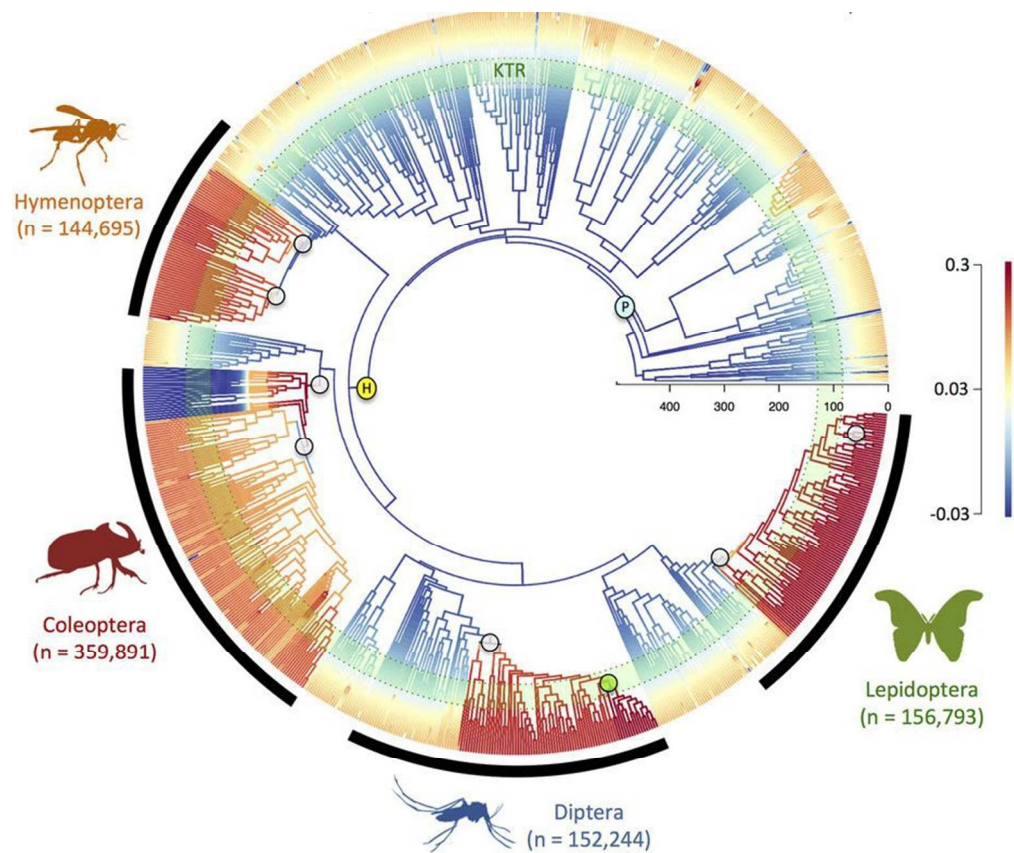 KTR
Hymenoptera
(n = 144,695)
P
H
400 300 200 100 0
0.3
0.03
-0.03
Coleoptera
(n = 359,891)
Lepidoptera
(n = 156,793)
Diptera
(n = 152,244)